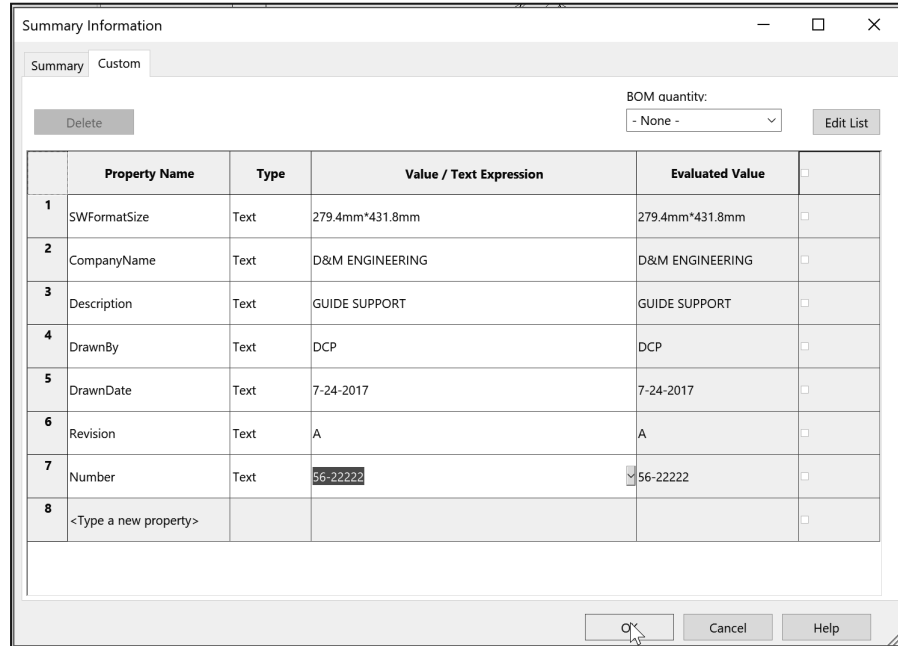 Summary Information
Summary Custom
BOM quantity:
Delete - None - Edit List
Property Name Type Value / Text Expression Evaluated Value
1 SWFormatSize Text 279.4mm*431.8mm 279.4mm*431.8mm
2 CompanyName Text D&M ENGINEERING D&M ENGINEERING
3 Description Text GUIDE SUPPORT GUIDE SUPPORT
4 DrawnBy Text DCP DCP
5 DrawnDate Text 7-24-2017 7-24-2017
6 Revision Text A A
7 Number Text 56-22222 56-22222
8 <Type a new property>
OK Cancel Help